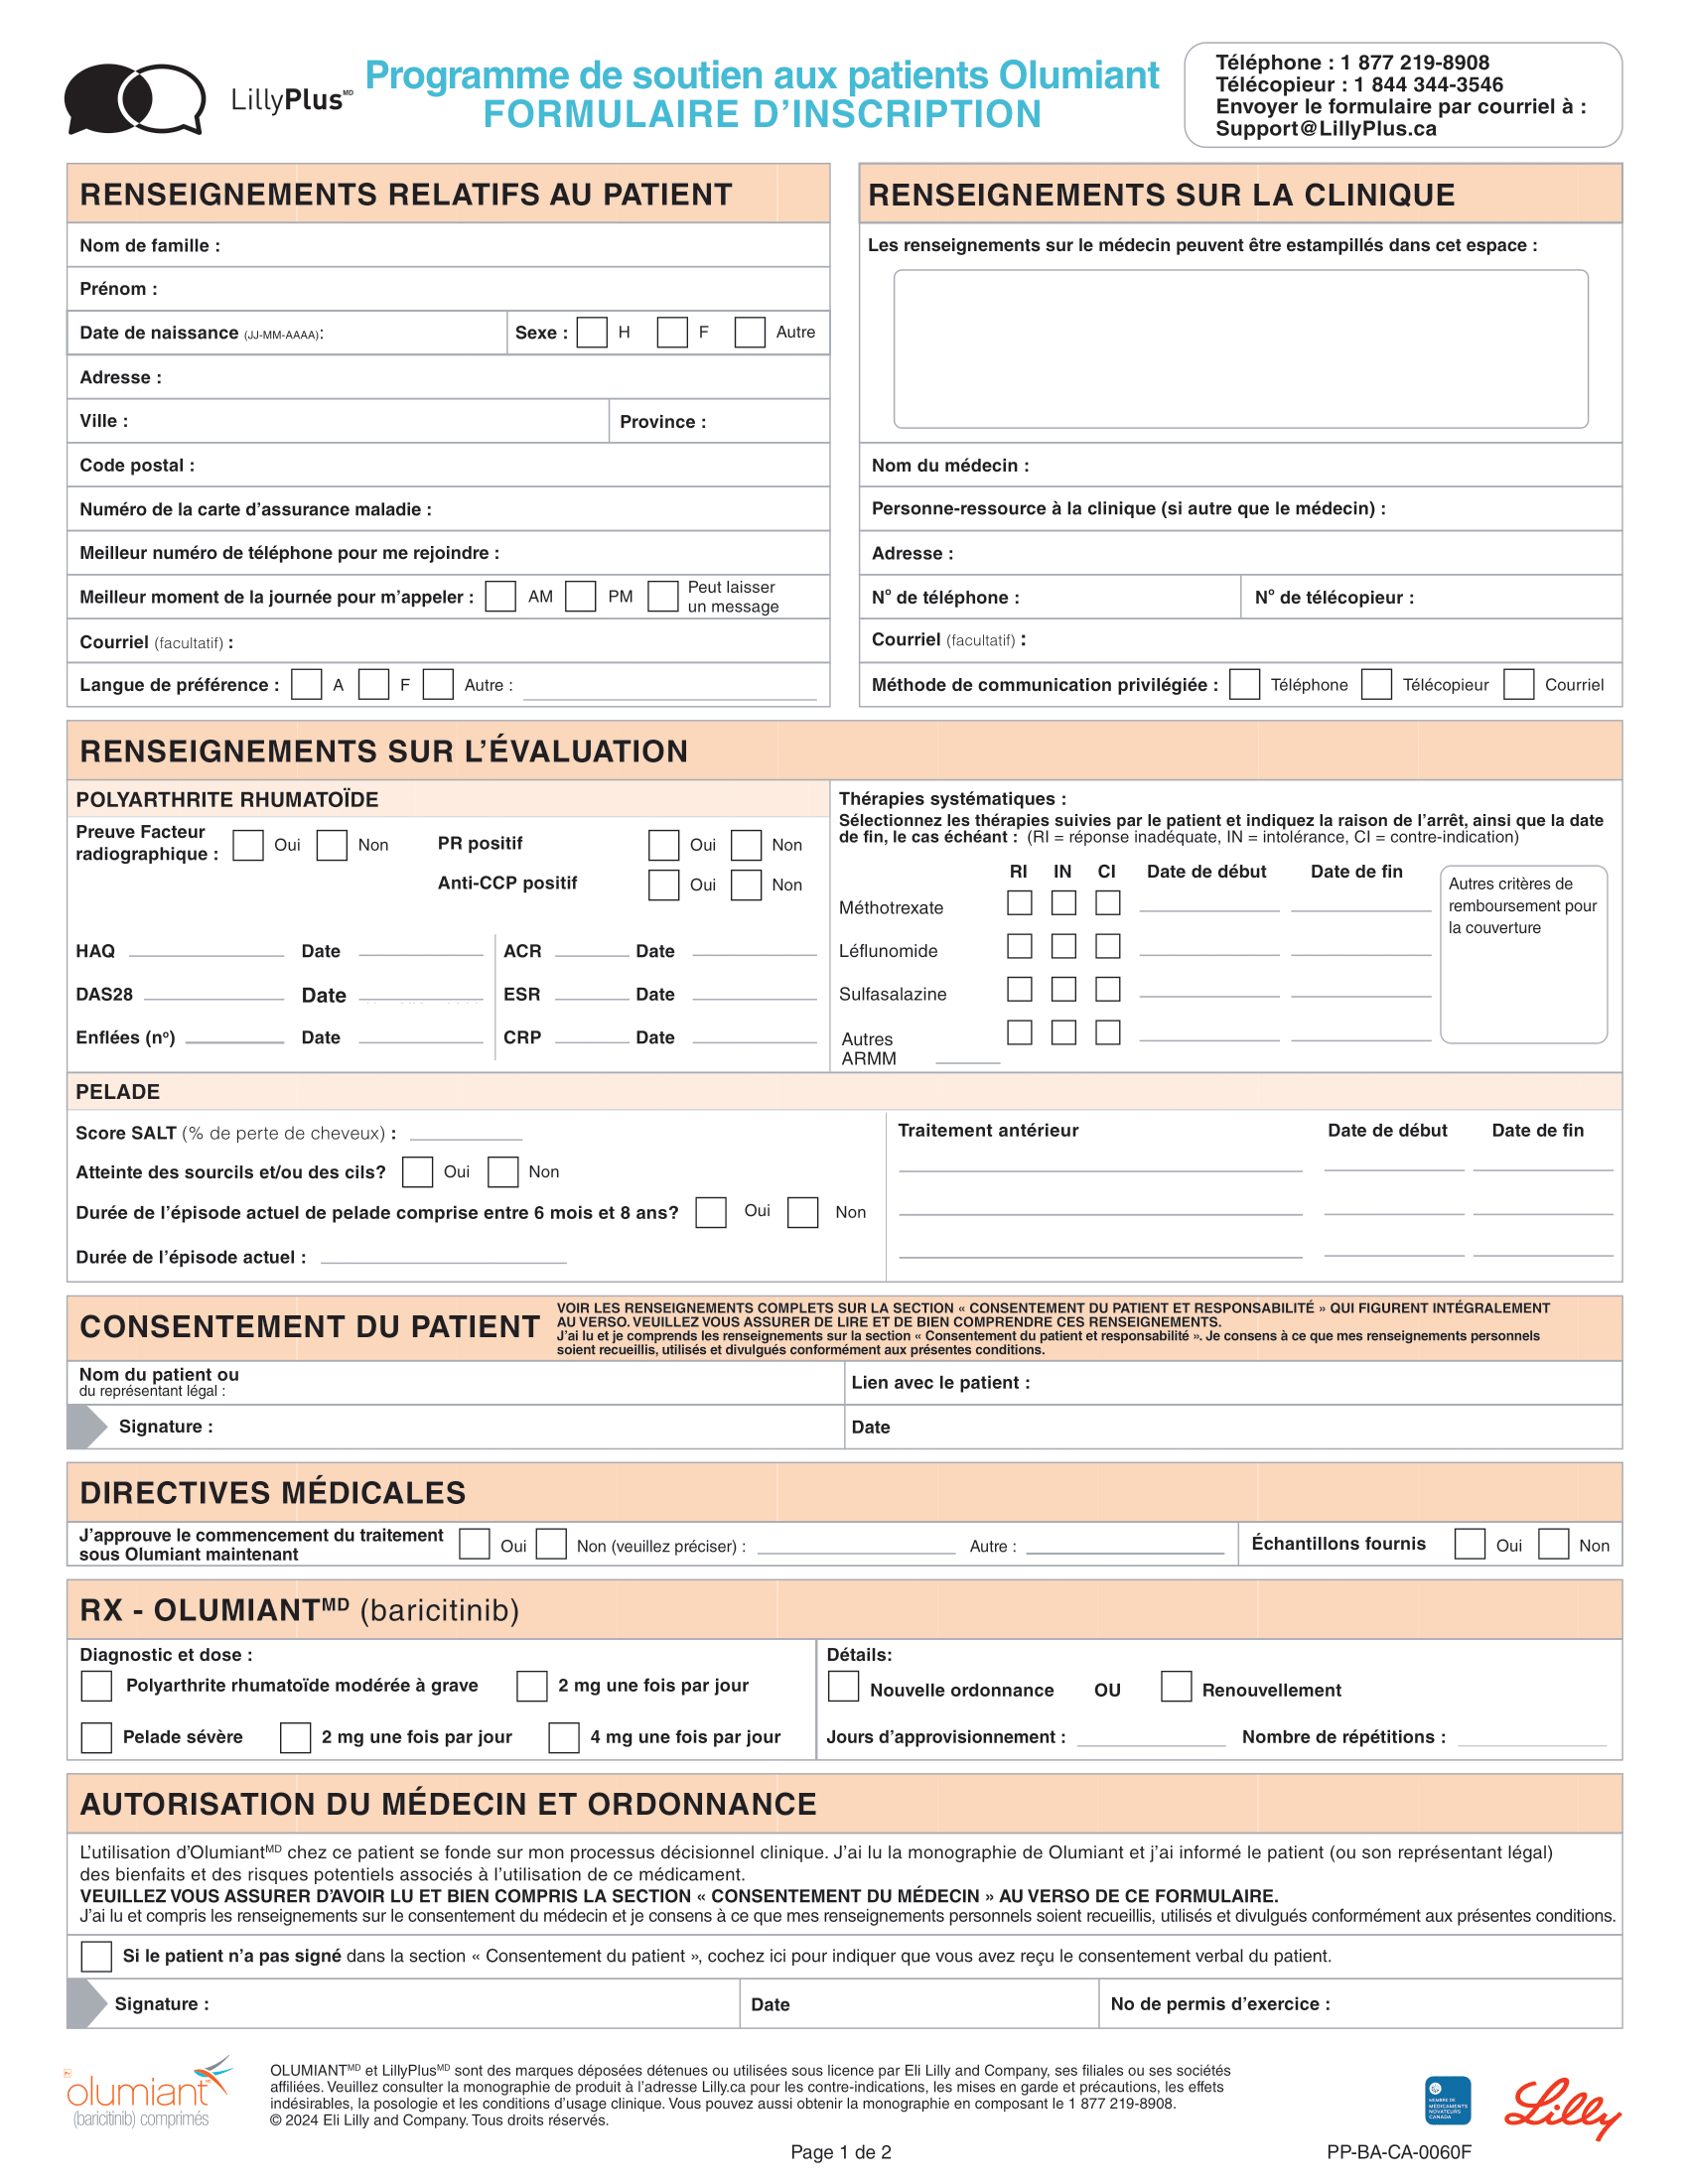 LillyPlusMD
Programme de soutien aux patients Olumiant
FORMULAIRE D’INSCRIPTION
Téléphone : 1 877 219-8908
Télécopieur : 1 844 344-3546
Envoyer le formulaire par courriel à :
Support@LillyPlus.ca
RENSEIGNEMENTS RELATIFS AU PATIENT
Nom de famille :
Prénom :
Date de naissance (JJ-MM-AAAA): Sexe : H F Autre
Adresse :
Ville : Province :
Code postal :
Numéro de la carte d’assurance maladie :
Meilleur numéro de téléphone pour me rejoindre :
Meilleur moment de la journée pour m’appeler : AM PM Peut laisser
un message
Courriel (facultatif) :
Langue de préférence : A F Autre :
RENSEIGNEMENTS SUR LA CLINIQUE
Les renseignements sur le médecin peuvent être estampillés dans cet espace :
Nom du médecin :
Personne-ressource à la clinique (si autre que le médecin) :
Adresse :
Nº de téléphone : Nº de télécopieur :
Courriel (facultatif) :
Méthode de communication privilégiée : Téléphone Télécopieur Courriel
RENSEIGNEMENTS SUR L’ÉVALUATION
POLYARTHRITE RHUMATOÏDE
Preuve Facteur
radiographique : Oui Non PR positif Oui Non
Anti-CCP positif Oui Non
HAQ Date ACR Date
DAS28 Date ESR Date
Enflées (nº) Date CRP Date
Thérapies systématiques :
Sélectionnez les thérapies suivies par le patient et indiquez la raison de l’arrêt, ainsi que la date
de fin, le cas échéant : (RI = réponse inadéquate, IN = intolérance, CI = contre-indication)
RI IN CI Date de début Date de fin
Méthotrexate
Léflunomide
Sulfasalazine
Autres
ARMM
Autres critères de
remboursement pour
la couverture
PELADE
Score SALT (% de perte de cheveux) :
Atteinte des sourcils et/ou des cils? Oui Non
Durée de l’épisode actuel de pelade comprise entre 6 mois et 8 ans? Oui Non
Durée de l’épisode actuel :
Traitement antérieur Date de début Date de fin
CONSENTEMENT DU PATIENT
VOIR LES RENSEIGNEMENTS COMPLETS SUR LA SECTION « CONSENTEMENT DU PATIENT ET RESPONSABILITÉ » QUI FIGURENT INTÉGRALEMENT
AU VERSO. VEUILLEZ VOUS ASSURER DE LIRE ET DE BIEN COMPRENDRE CES RENSEIGNEMENTS.
J’ai lu et je comprends les renseignements sur la section « Consentement du patient et responsabilité ». Je consens à ce que mes renseignements personnels
soient recueillis, utilisés et divulgués conformément aux présentes conditions.
Nom du patient ou
du représentant légal :
Lien avec le patient :
Signature : Date
DIRECTIVES MÉDICALES
J’approuve le commencement du traitement
sous Olumiant maintenant
Oui Non (veuillez préciser) : Autre : Échantillons fournis Oui Non
RX - OLUMIANTMD (baricitinib)
Diagnostic et dose :
Polyarthrite rhumatoïde modérée à grave 2 mg une fois par jour
Pelade sévère 2 mg une fois par jour 4 mg une fois par jour
Détails:
Nouvelle ordonnance OU Renouvellement
Jours d’approvisionnement : Nombre de répétitions :
AUTORISATION DU MÉDECIN ET ORDONNANCE
L’utilisation d’OlumiantMD chez ce patient se fonde sur mon processus décisionnel clinique. J’ai lu la monographie de Olumiant et j’ai informé le patient (ou son représentant légal)
des bienfaits et des risques potentiels associés à l’utilisation de ce médicament.
VEUILLEZ VOUS ASSURER D’AVOIR LU ET BIEN COMPRIS LA SECTION « CONSENTEMENT DU MÉDECIN » AU VERSO DE CE FORMULAIRE.
J’ai lu et compris les renseignements sur le consentement du médecin et je consens à ce que mes renseignements personnels soient recueillis, utilisés et divulgués conformément aux présentes conditions.
Si le patient n’a pas signé dans la section « Consentement du patient », cochez ici pour indiquer que vous avez reçu le consentement verbal du patient.
Signature : Date No de permis d’exercice :
olumiant
(baricitinib) comprimés
OLUMIANTMD et LillyPlusMD sont des marques déposées détenues ou utilisées sous licence par Eli Lilly and Company, ses filiales ou ses sociétés
affiliées. Veuillez consulter la monographie de produit à l’adresse Lilly.ca pour les contre-indications, les mises en garde et précautions, les effets
indésirables, la posologie et les conditions d’usage clinique. Vous pouvez aussi obtenir la monographie en composant le 1 877 219-8908.
© 2024 Eli Lilly and Company. Tous droits réservés.
MEMBRE DE
MÉDICAMENTS
NOVATEURS
CANADA
Lilly
Page 1 de 2
PP-BA-CA-0060F